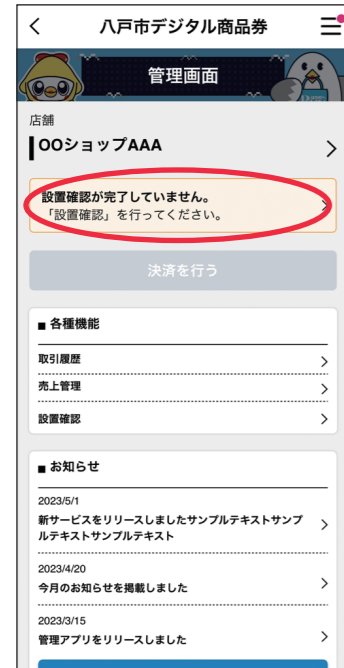 八戸市デジタル商品券
管理画面
店舗
OOショップAAA
設置確認が完了していません。
「設置確認」を行ってください。
決済を行う
■ 各種機能
取引履歴
売上管理
設置確認
■ お知らせ
2023/5/1
新サービスをリリースしましたサンプルテキストサンプ
ルテキストサンプルテキスト
2023/4/20
今月のお知らせを掲載しました
2023/3/15
管理アプリをリリースしました